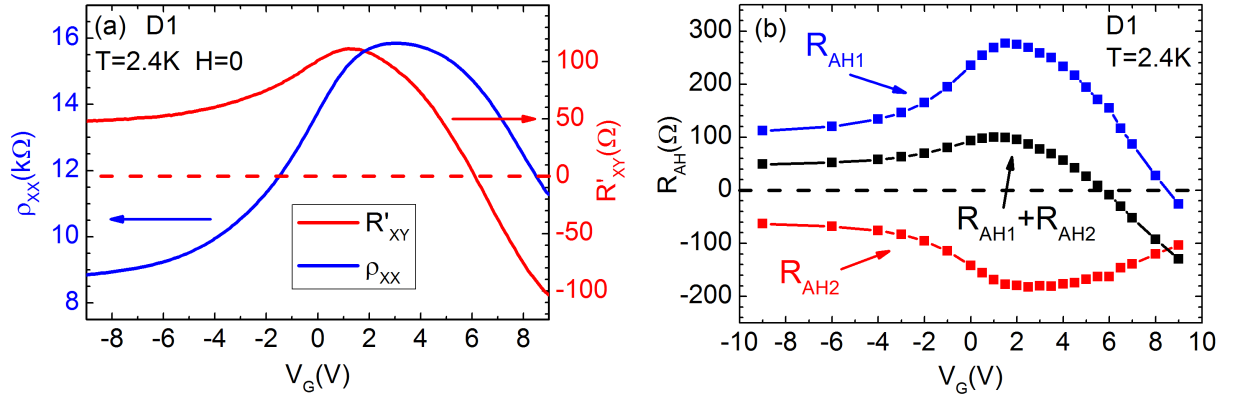 (a) D1
T=2.4K H=0
16
14
12
10
8
ρXX(kΩ)
100
50
0
-50
-100
R'XY(Ω)
R'XY
ρXX
-8 -6 -4 -2 0 2 4 6 8
VG(V)
(b)
D1
T=2.4K
300
200
100
0
-100
-200
RAH(Ω)
RAH1
RAH1+RAH2
RAH2
-10 -8 -6 -4 -2 0 2 4 6 8 10
VG(V)